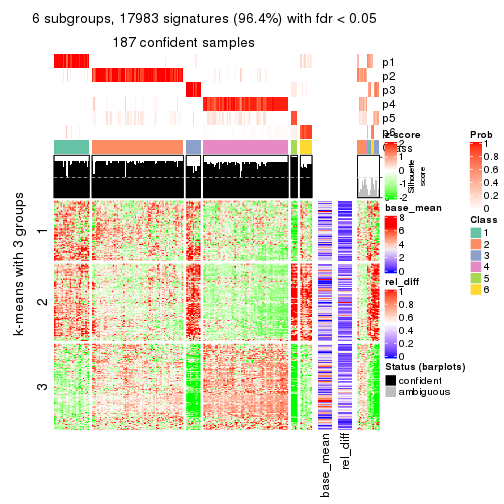 6 subgroups, 17983 signatures (96.4%) with fdr < 0.05
187 confident samples
p1
p2
p3
p4
p5
p6
Class
Silhouette
score
k-means with 3 groups
1
2
3
base_mean
rel_diff
z-score
2
1
0
-1
-2
base_mean
8
6
4
2
0
rel_diff
1
0.8
0.6
0.4
0.2
0
Status (barplots)
confident
ambiguous
Prob
1
0.8
0.6
0.4
0.2
0
Class
1
2
3
4
5
6